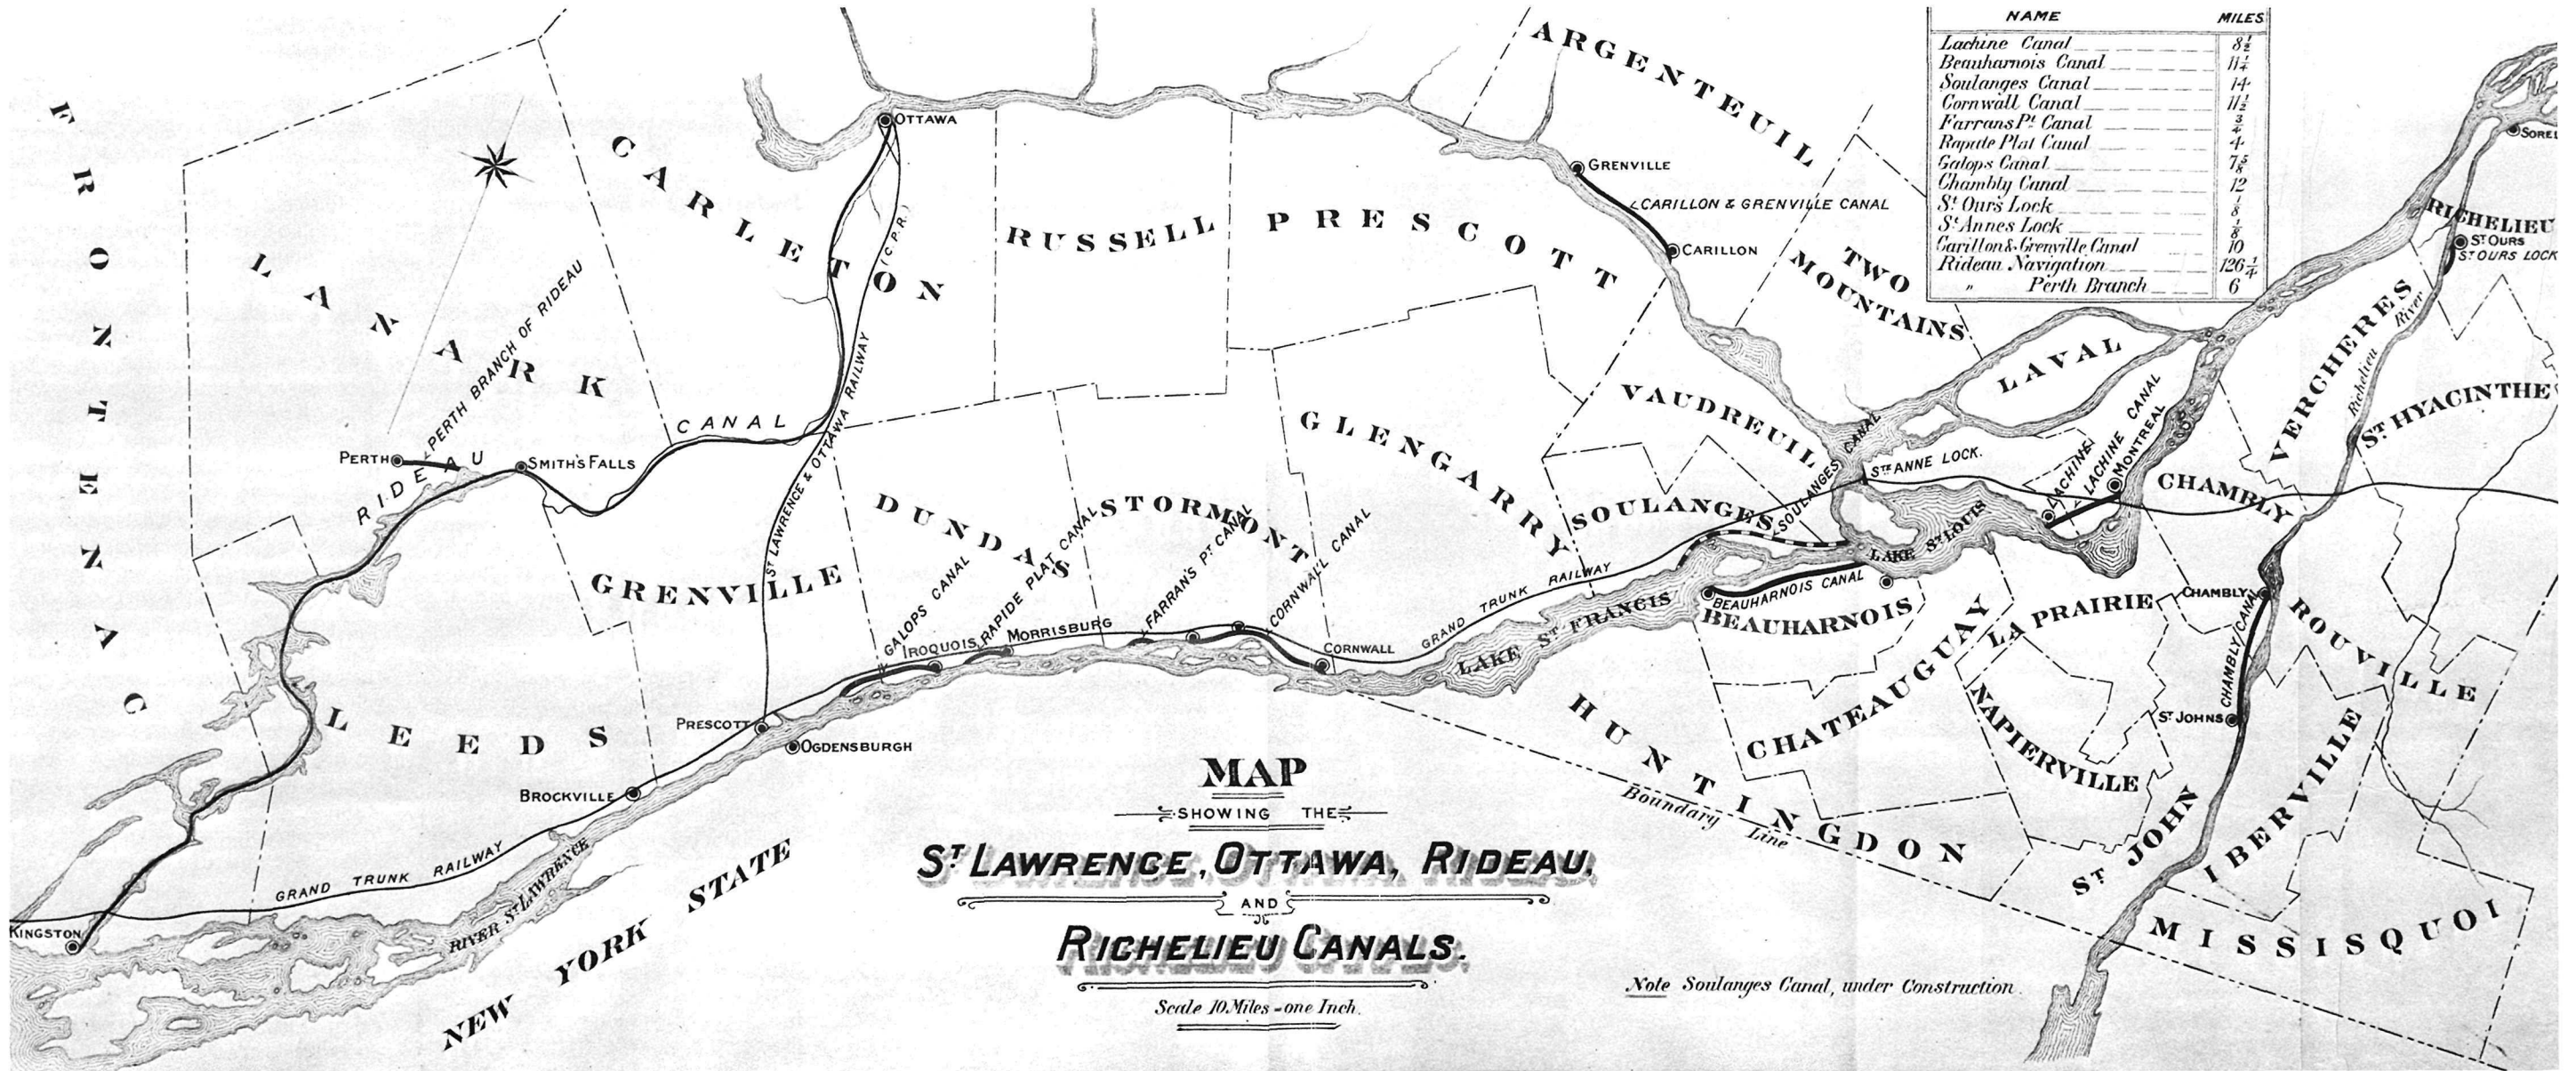 NAME MILES
Lachine Canal 8½
Beauharnois Canal 11¼
Soulanges Canal 14
Cornwall Canal 11½
Farrans Pt. Canal ¾
Rapide Plat Canal 4
Galops Canal 7⅝
Chambly Canal 12
St. Ours Lock ⅛
St. Annes Lock ⅛
Carillon & Grenville Canal 10
Rideau Navigation 126¼
" Perth Branch 6
ARGENTEUIL
FRONTENAC
LANARK
CARLETON
RUSSELL
PRESCOTT
OTTAWA
(C.P.R.)
GRENVILLE
CARILLON & GRENVILLE CANAL
CARILLON
TWO
MOUNTAINS
SOREL
RICHELIEU
ST OURS
ST OURS LOCK
VERCHERES
Richelieu River
ST HYACINTHE
LAVAL
VAUDREUIL
PERTH BRANCH OF RIDEAU
PERTH
RIDEAU
SMITH'S FALLS
CANAL
ST LAWRENCE & OTTAWA RAILWAY
GLENGARRY
SOULANGES
SOULANGES CANAL
STE ANNE LOCK.
LACHINE
LACHINE CANAL
MONTREAL
CHAMBLY
DUNDAS
STORMONT
GRENVILLE
GALOPS CANAL
RAPIDE PLAT CANAL
FARRAN'S PT CANAL
CORNWALL CANAL
IROQUOIS
MORRISBURG
CORNWALL
GRAND TRUNK RAILWAY
LAKE ST FRANCIS
LAKE ST LOUIS
BEAUHARNOIS CANAL
BEAUHARNOIS
CHATEAUGUAY
LA PRAIRIE
CHAMBLY
CHAMBLY CANAL
ROUVILLE
NAPIERVILLE
ST JOHNS
LEEDS
PRESCOTT
OGDENSBURGH
BROCKVILLE
GRAND TRUNK RAILWAY
KINGSTON
RIVER ST LAWRENCE
NEW YORK STATE
HUNTINGDON
Boundary Line
ST JOHN
IBERVILLE
MISSISQUOI
MAP
SHOWING THE
ST LAWRENCE, OTTAWA, RIDEAU,
AND
RICHELIEU CANALS.
Scale 10 Miles = one Inch.
Note Soulanges Canal, under Construction.